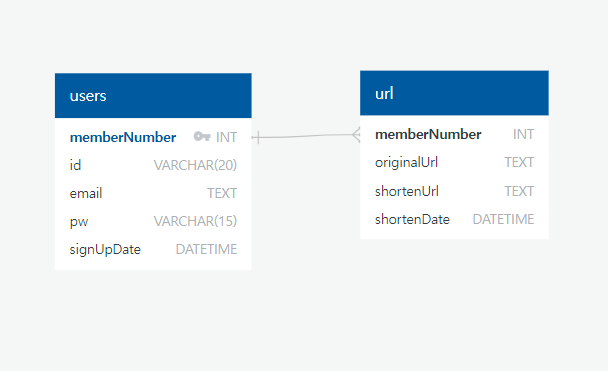 users
memberNumber INT
id VARCHAR(20)
email TEXT
pw VARCHAR(15)
signUpDate DATETIME
url
memberNumber INT
originalUrl TEXT
shortenUrl TEXT
shortenDate DATETIME